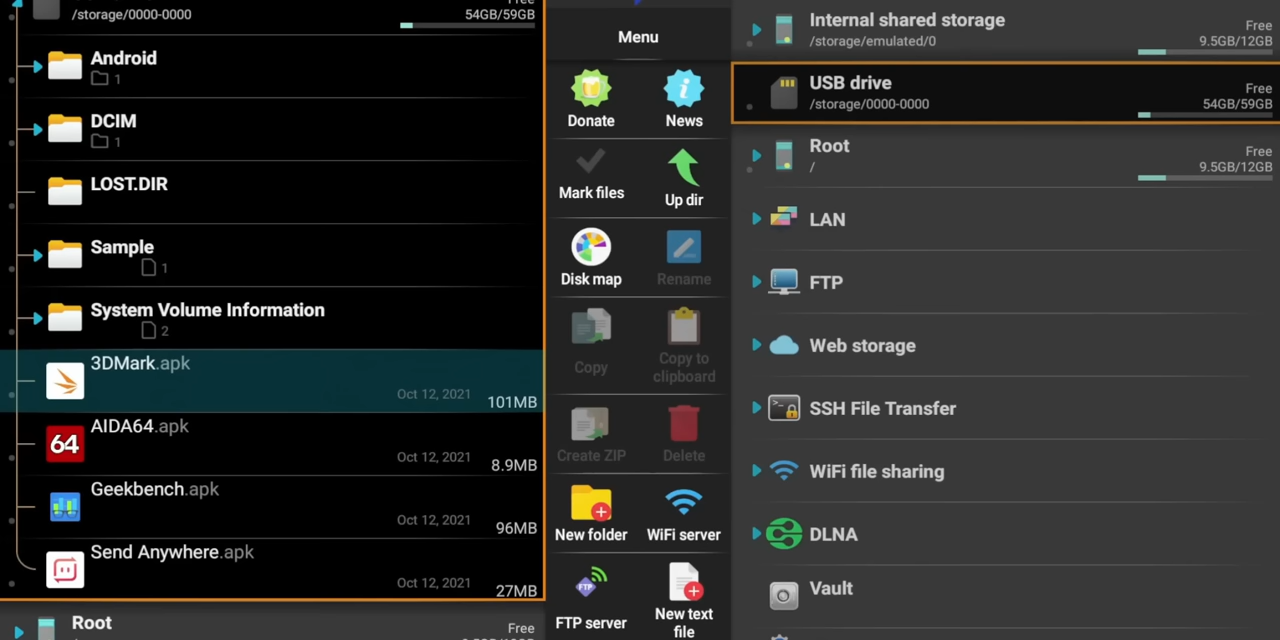 Free
/storage/0000-0000
54GB/59GB
Android
1
DCIM
1
LOST.DIR
Sample
1
System Volume Information
2
3DMark.apk
Oct 12, 2021
101MB
64
AIDA64.apk
Oct 12, 2021
8.9MB
Geekbench.apk
Oct 12, 2021
96MB
Send Anywhere.apk
Oct 12, 2021
27MB
Root
Free
Menu
Donate
News
Mark files
Up dir
Disk map
Rename
Copy
Copy to
clipboard
Create ZIP
Delete
New folder
WiFi server
FTP
FTP server
New text
file
Internal shared storage
/storage/emulated/0
Free
9.5GB/12GB
USB drive
/storage/0000-0000
Free
54GB/59GB
Root
/
Free
9.5GB/12GB
LAN
FTP
Web storage
SSH File Transfer
WiFi file sharing
DLNA
Vault